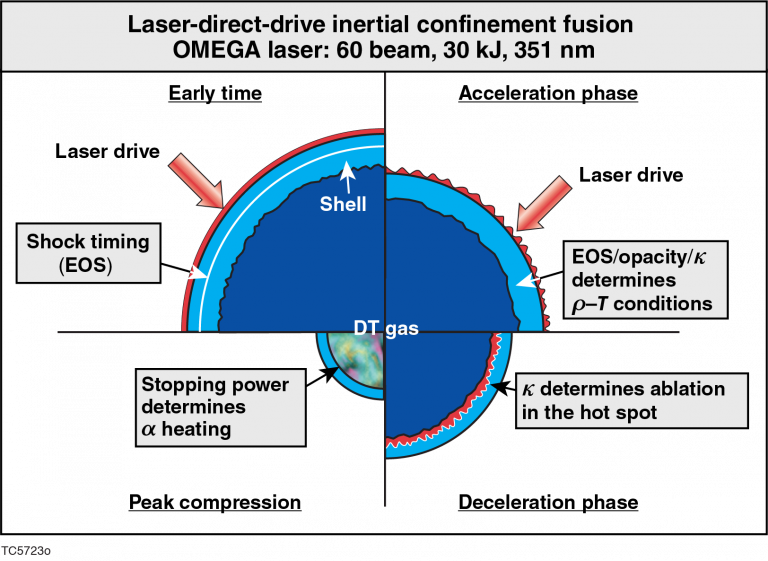 Laser-direct-drive inertial confinement fusion
OMEGA laser: 60 beam, 30 kJ, 351 nm
Early time
Acceleration phase
Laser drive
Laser drive
Shell
Shock timing
(EOS)
EOS/opacity/κ
determines
ρ–T conditions
DT gas
Stopping power
determines
α heating
κ determines ablation
in the hot spot
Peak compression
Deceleration phase
TC5723o